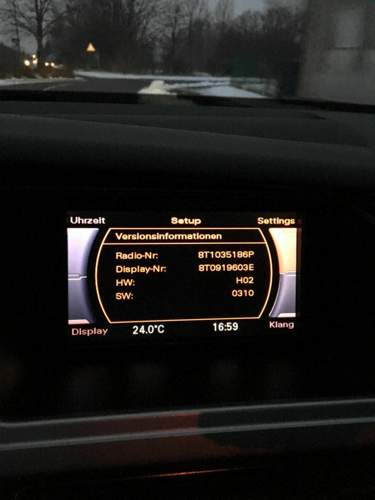 Uhrzeit Setup Settings
Versionsinformationen
Radio-Nr: 8T1035186P
Display-Nr: 8T0919603E
HW: H02
SW: 0310
Display 24.0°C 16:59 Klang